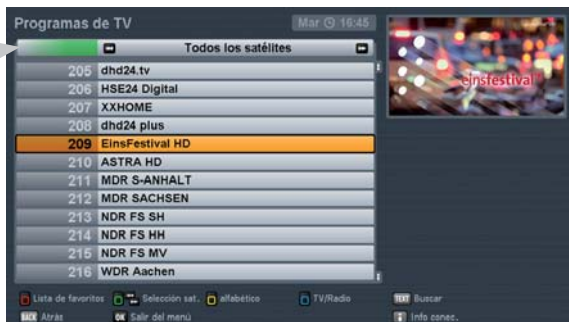 Programas de TV
Mar 16:45
Todos los satélites
205 dhd24.tv
206 HSE24 Digital
207 XXHOME
208 dhd24 plus
209 EinsFestival HD
210 ASTRA HD
211 MDR S-ANHALT
212 MDR SACHSEN
213 NDR FS SH
214 NDR FS HH
215 NDR FS MV
216 WDR Aachen
einsfestival
Lista de favoritos Selección sat. alfabético TV/Radio TEXT Buscar
BACK Atrás OK Salir del menú i Info conec.